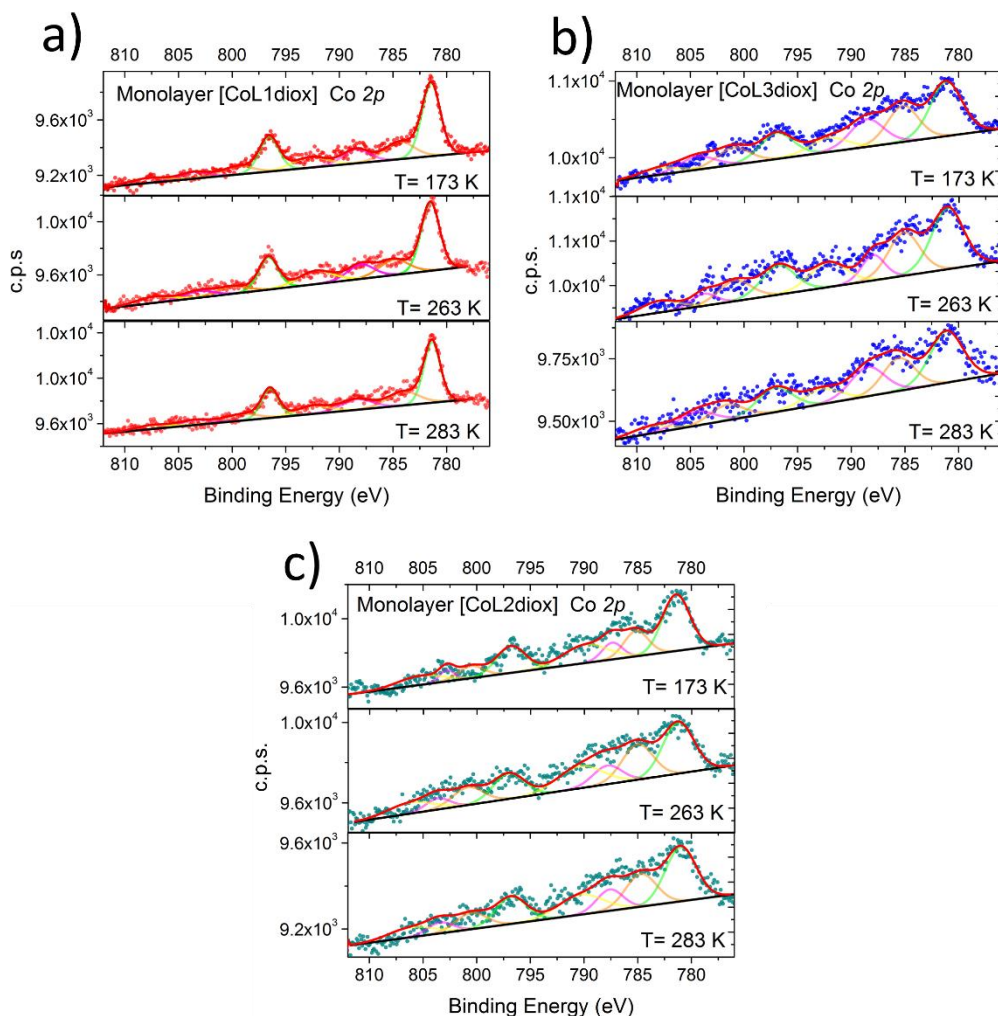 a)
810 805 800 795 790 785 780
Monolayer [CoL1diox] Co 2p
9.6x10³
9.2x10³
T= 173 K
1.0x10⁴
9.6x10³
T= 263 K
1.0x10⁴
9.6x10³
T= 283 K
c.p.s.
810 805 800 795 790 785 780
Binding Energy (eV)
b)
810 805 800 795 790 785 780
1.1x10⁴
Monolayer [CoL3diox] Co 2p
1.0x10⁴
T= 173 K
1.1x10⁴
1.1x10⁴
1.0x10⁴
T= 263 K
9.75x10³
9.50x10³
T= 283 K
c.p.s.
810 805 800 795 790 785 780
Binding Energy (eV)
c)
810 805 800 795 790 785 780
Monolayer [CoL2diox] Co 2p
1.0x10⁴
9.6x10³
T= 173 K
1.0x10⁴
9.6x10³
T= 263 K
9.6x10³
9.2x10³
T= 283 K
c.p.s.
810 805 800 795 790 785 780
Binding Energy (eV)